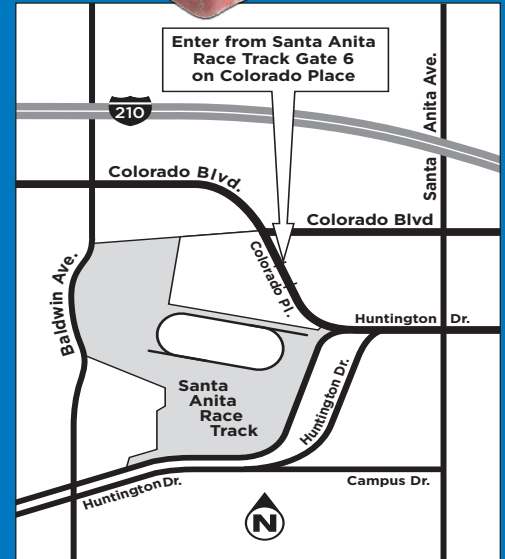 Enter from Santa Anita
Race Track Gate 6
on Colorado Place
Santa Anita Ave.
210
Colorado Blvd.
Colorado Blvd
Colorado Pl.
Baldwin Ave.
Huntington Dr.
Huntington Dr.
Santa
Anita
Race
Track
Huntington Dr.
Campus Dr.
N